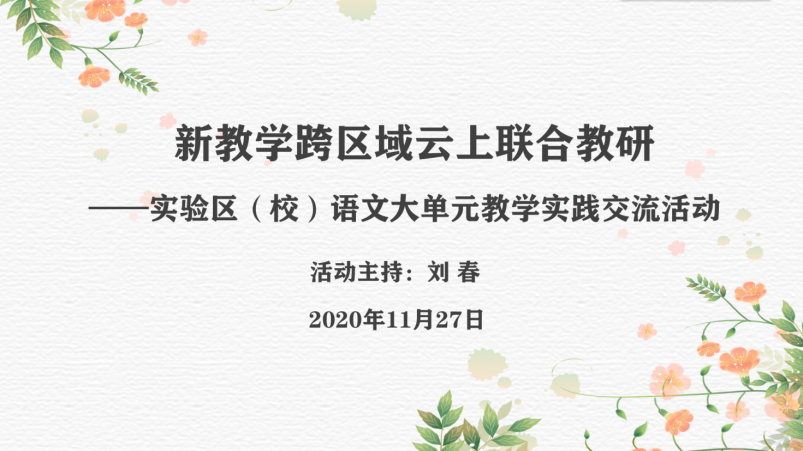 新教学跨区域云上联合教研
——实验区（校）语文大单元教学实践交流活动
活动主持：刘 春
2020年11月27日